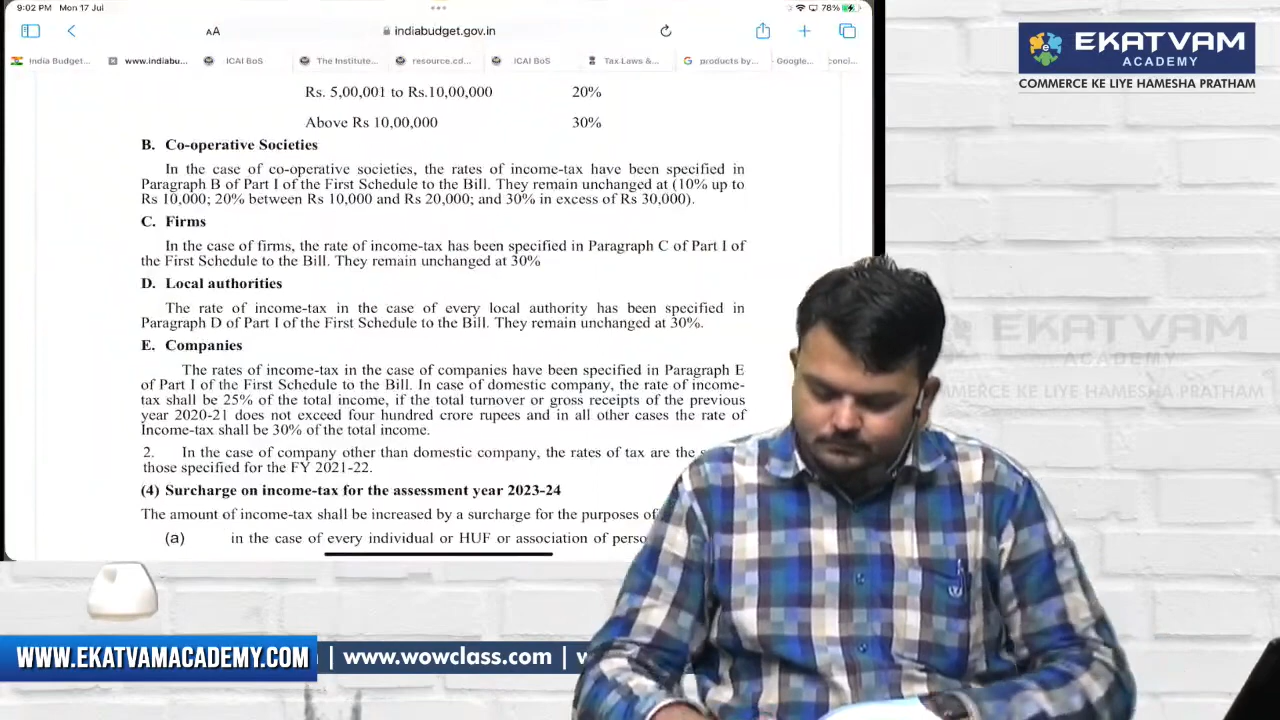 9:02 PM Mon 17 Jul
78%
AA
indiabudget.gov.in
India Budget...
www.indiabu...
ICAI BoS
The Institute...
resource.cd...
ICAI BoS
Tax Laws &...
products by...
- Google...
Rs. 5,00,001 to Rs.10,00,000 20%
Above Rs 10,00,000 30%
B. Co-operative Societies
In the case of co-operative societies, the rates of income-tax have been specified in
Paragraph B of Part I of the First Schedule to the Bill. They remain unchanged at (10% up to
Rs 10,000; 20% between Rs 10,000 and Rs 20,000; and 30% in excess of Rs 30,000).
C. Firms
In the case of firms, the rate of income-tax has been specified in Paragraph C of Part I of
the First Schedule to the Bill. They remain unchanged at 30%
D. Local authorities
The rate of income-tax in the case of every local authority has been specified in
Paragraph D of Part I of the First Schedule to the Bill. They remain unchanged at 30%.
E. Companies
The rates of income-tax in the case of companies have been specified in Paragraph E
of Part I of the First Schedule to the Bill. In case of domestic company, the rate of income-
tax shall be 25% of the total income, if the total turnover or gross receipts of the previous
year 2020-21 does not exceed four hundred crore rupees and in all other cases the rate of
Income-tax shall be 30% of the total income.
2. In the case of company other than domestic company, the rates of tax are the
those specified for the FY 2021-22.
(4) Surcharge on income-tax for the assessment year 2023-24
The amount of income-tax shall be increased by a surcharge for the purposes of
(a) in the case of every individual or HUF or association of perso
EKATVAM
ACADEMY
COMMERCE KE LIYE HAMESHA PRATHAM
EKATVAM
ACADEMY
MMERCE KE LIYE HAMESHA PRATHAM
WWW.EKATVAMACADEMY.COM | www.wowclass.com |